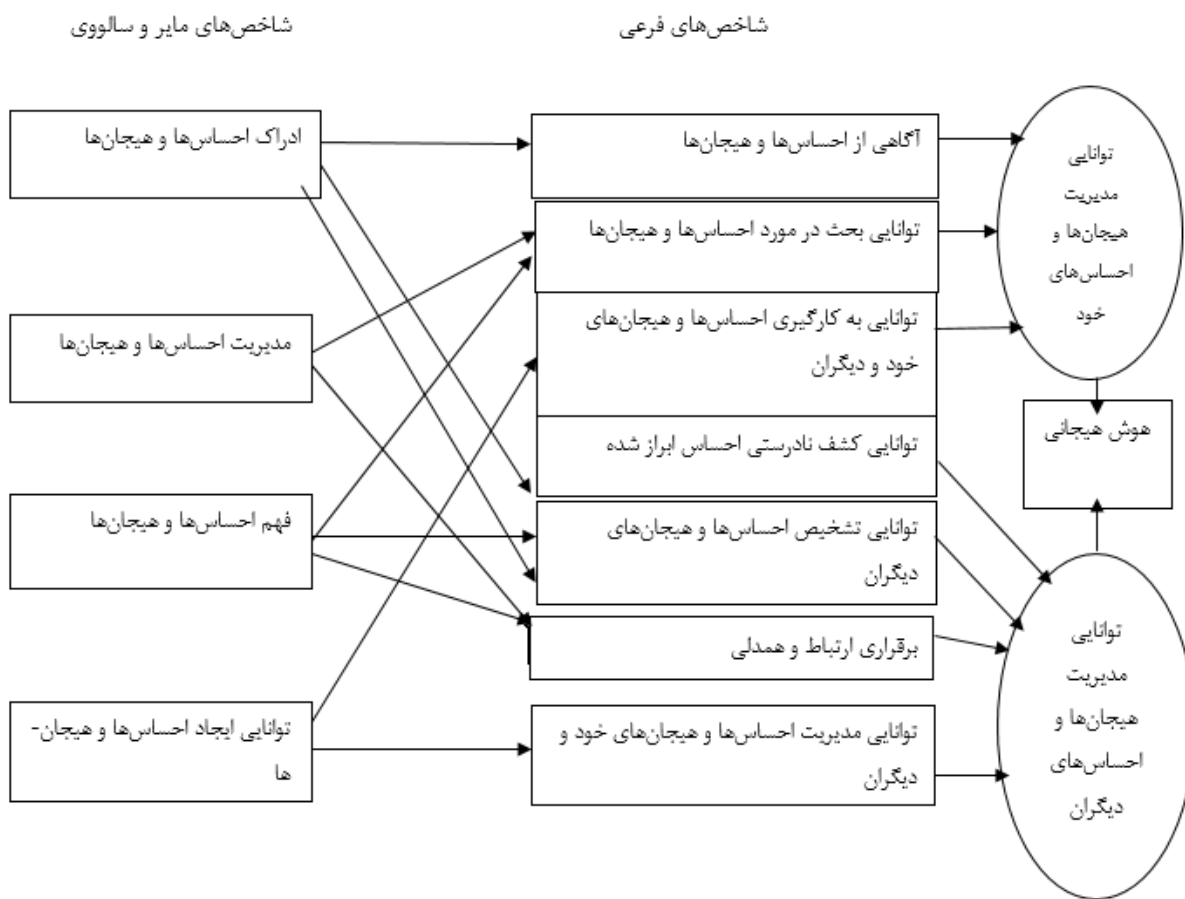 شاخص‌های فرعی
شاخص‌های مایر و سالووی
توانایی
مدیریت
هیجان‌ها و
احساس‌های
خود
هوش هیجانی
توانایی
مدیریت
هیجان‌ها و
احساس‌های
دیگران
آگاهی از احساس‌ها و هیجان‌ها
توانایی بحث در مورد احساس‌ها و هیجان‌ها
توانایی به کارگیری احساس‌ها و هیجان‌های
خود و دیگران
توانایی کشف نادرستی احساس ابراز شده
توانایی تشخیص احساس‌ها و هیجان‌های
دیگران
برقراری ارتباط و همدلی
توانایی مدیریت احساس‌ها و هیجان‌های خود و
دیگران
ادراک احساس‌ها و هیجان‌ها
مدیریت احساس‌ها و هیجان‌ها
فهم احساس‌ها و هیجان‌ها
توانایی ایجاد احساس‌ها و هیجان-
ها